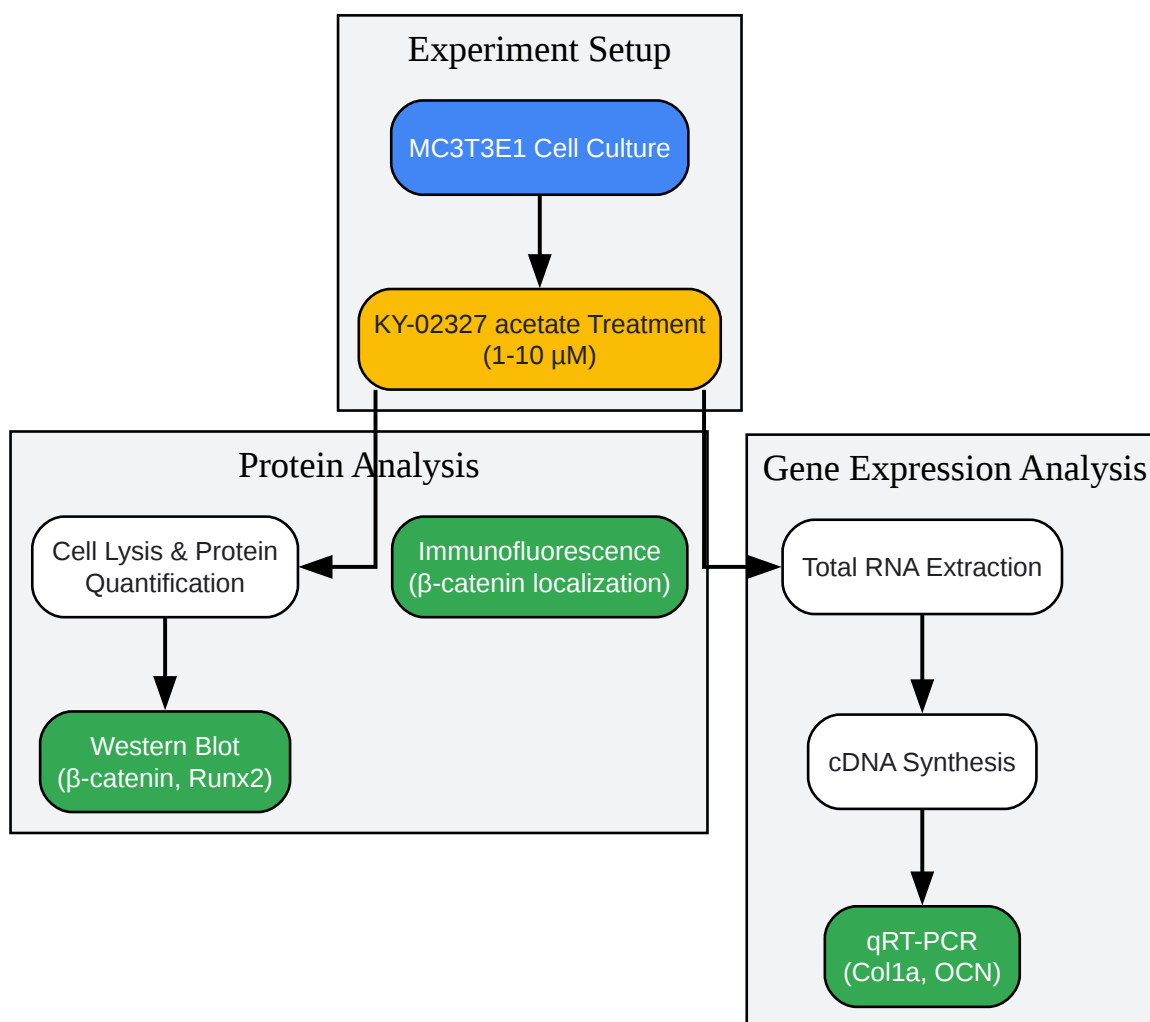 Experiment Setup
MC3T3E1 Cell Culture
KY-02327 acetate Treatment
(1-10 µM)
Protein Analysis
Cell Lysis & Protein
Quantification
Immunofluorescence
(β-catenin localization)
Western Blot
(β-catenin, Runx2)
Gene Expression Analysis
Total RNA Extraction
cDNA Synthesis
qRT-PCR
(Col1a, OCN)